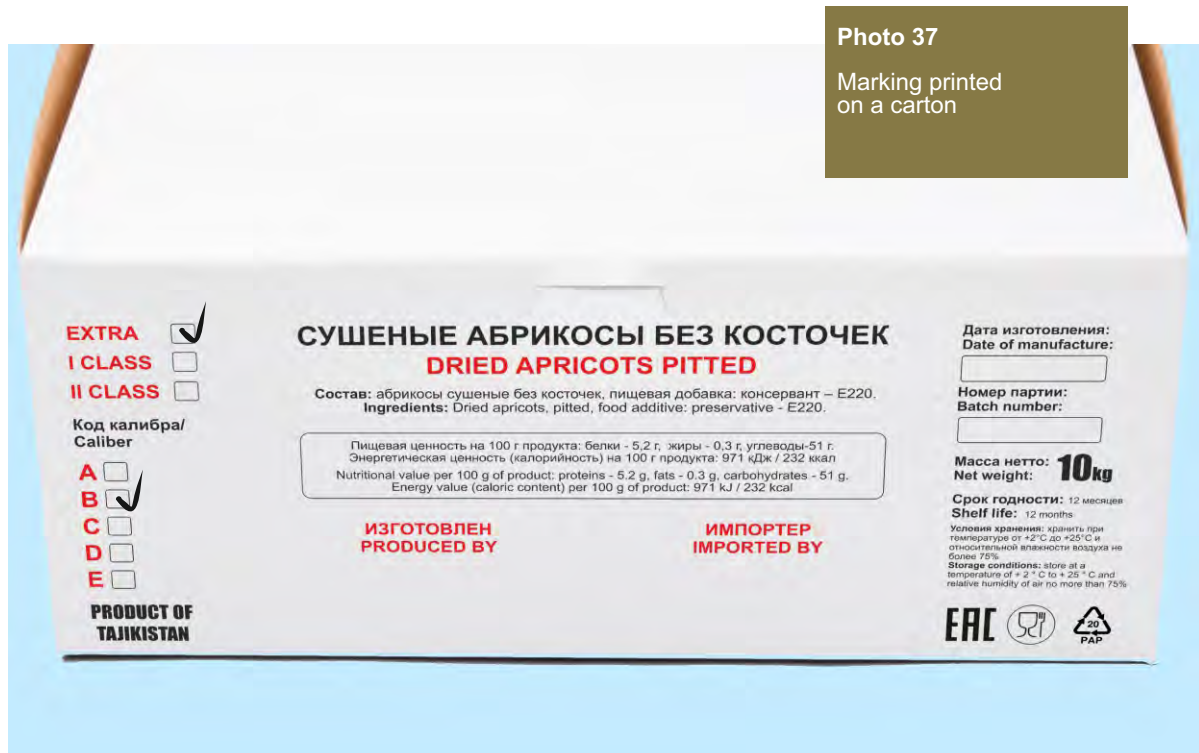 Photo 37
Marking printed
on a carton
EXTRA
I CLASS
II CLASS
Код калибра/
Caliber
A
B
C
D
E
PRODUCT OF
TAJIKISTAN
СУШЕНЫЕ АБРИКОСЫ БЕЗ КОСТОЧЕК
DRIED APRICOTS PITTED
Состав: абрикосы сушеные без косточек, пищевая добавка: консервант – Е220.
Ingredients: Dried apricots, pitted, food additive: preservative - E220.
Пищевая ценность на 100 г продукта: белки - 5,2 г, жиры - 0,3 г, углеводы-51 г.
Энергетическая ценность (калорийность) на 100 г продукта: 971 кДж / 232 ккал
Nutritional value per 100 g of product: proteins - 5.2 g, fats - 0.3 g, carbohydrates - 51 g.
Energy value (caloric content) per 100 g of product: 971 kJ / 232 kcal
ИЗГОТОВЛЕН
PRODUCED BY
ИМПОРТЕР
IMPORTED BY
Дата изготовления:
Date of manufacture:
Номер партии:
Batch number:
Масса нетто:
Net weight: 10kg
Срок годности: 12 месяцев
Shelf life: 12 months
Условия хранения: хранить при
температуре от +2°С до +25°С и
относительной влажности воздуха не
более 75%
Storage conditions: store at a
temperature of + 2 ° C to + 25 ° C and
relative humidity of air no more than 75%
EAC
20
PAP